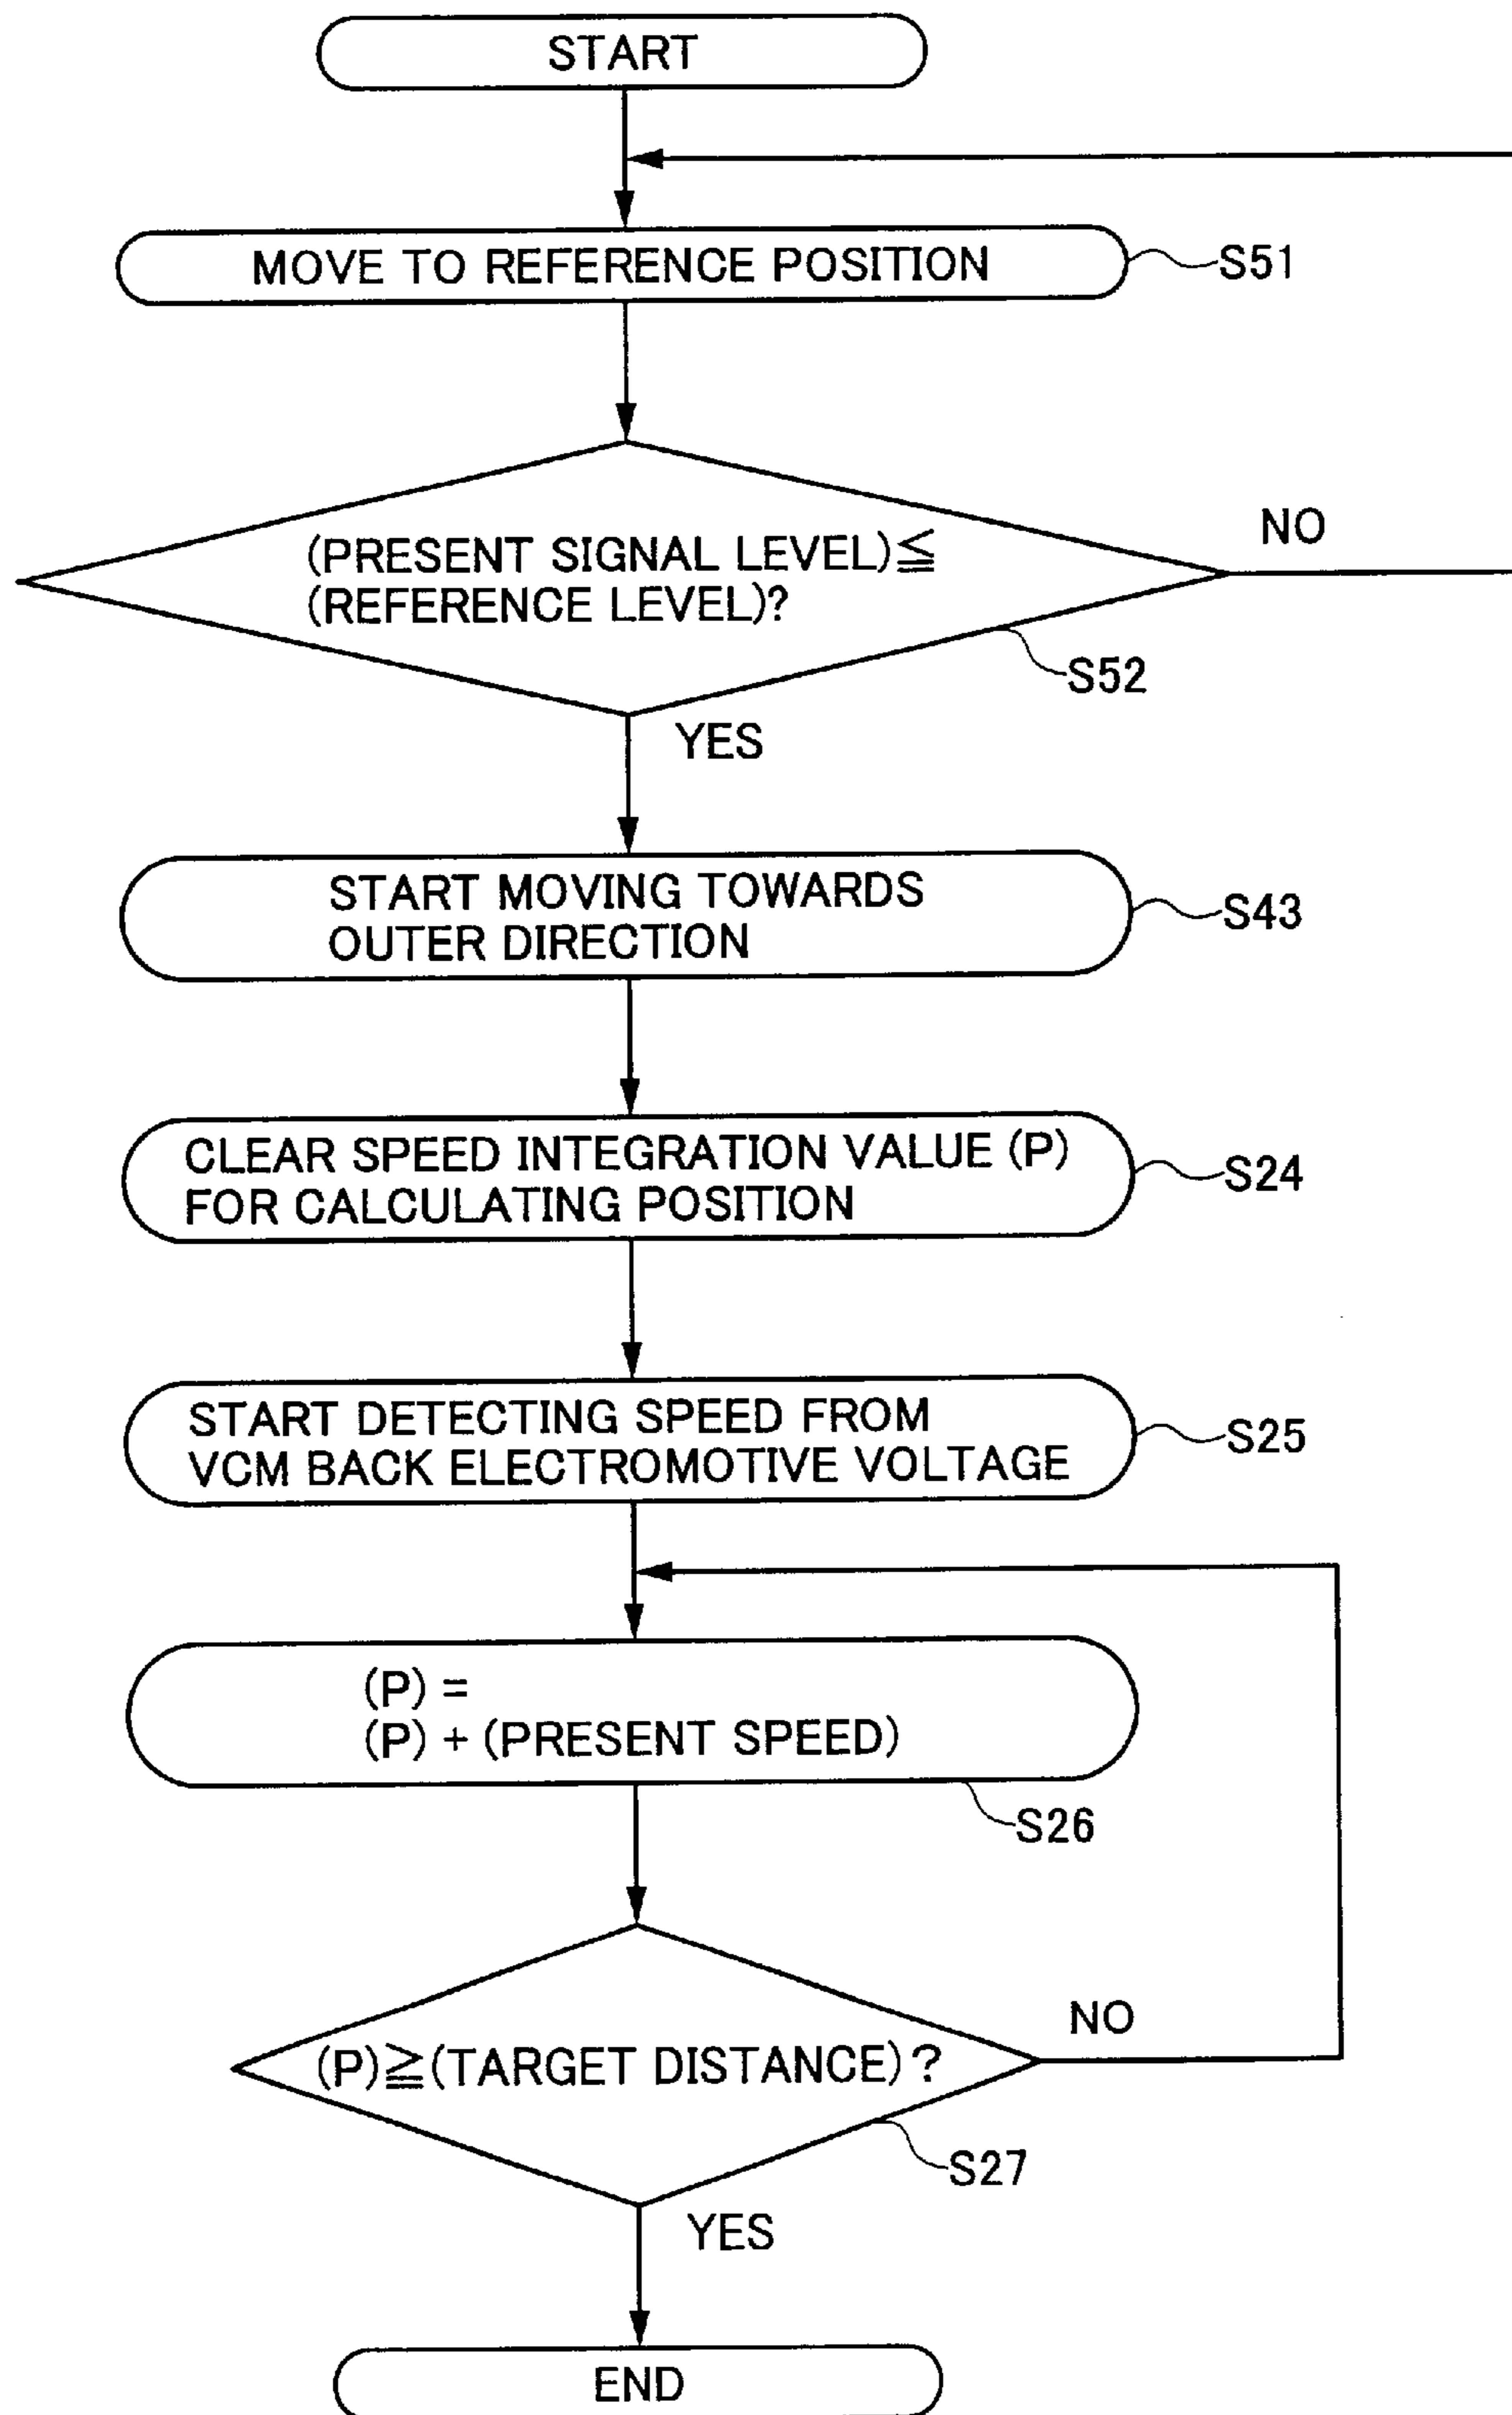 START
MOVE TO REFERENCE POSITION
S51
(PRESENT SIGNAL LEVEL)≦
(REFERENCE LEVEL)?
NO
S52
YES
START MOVING TOWARDS
OUTER DIRECTION
S43
CLEAR SPEED INTEGRATION VALUE (P)
FOR CALCULATING POSITION
S24
START DETECTING SPEED FROM
VCM BACK ELECTROMOTIVE VOLTAGE
S25
(P) =
(P) + (PRESENT SPEED)
S26
(P)≧(TARGET DISTANCE) ?
NO
S27
YES
END